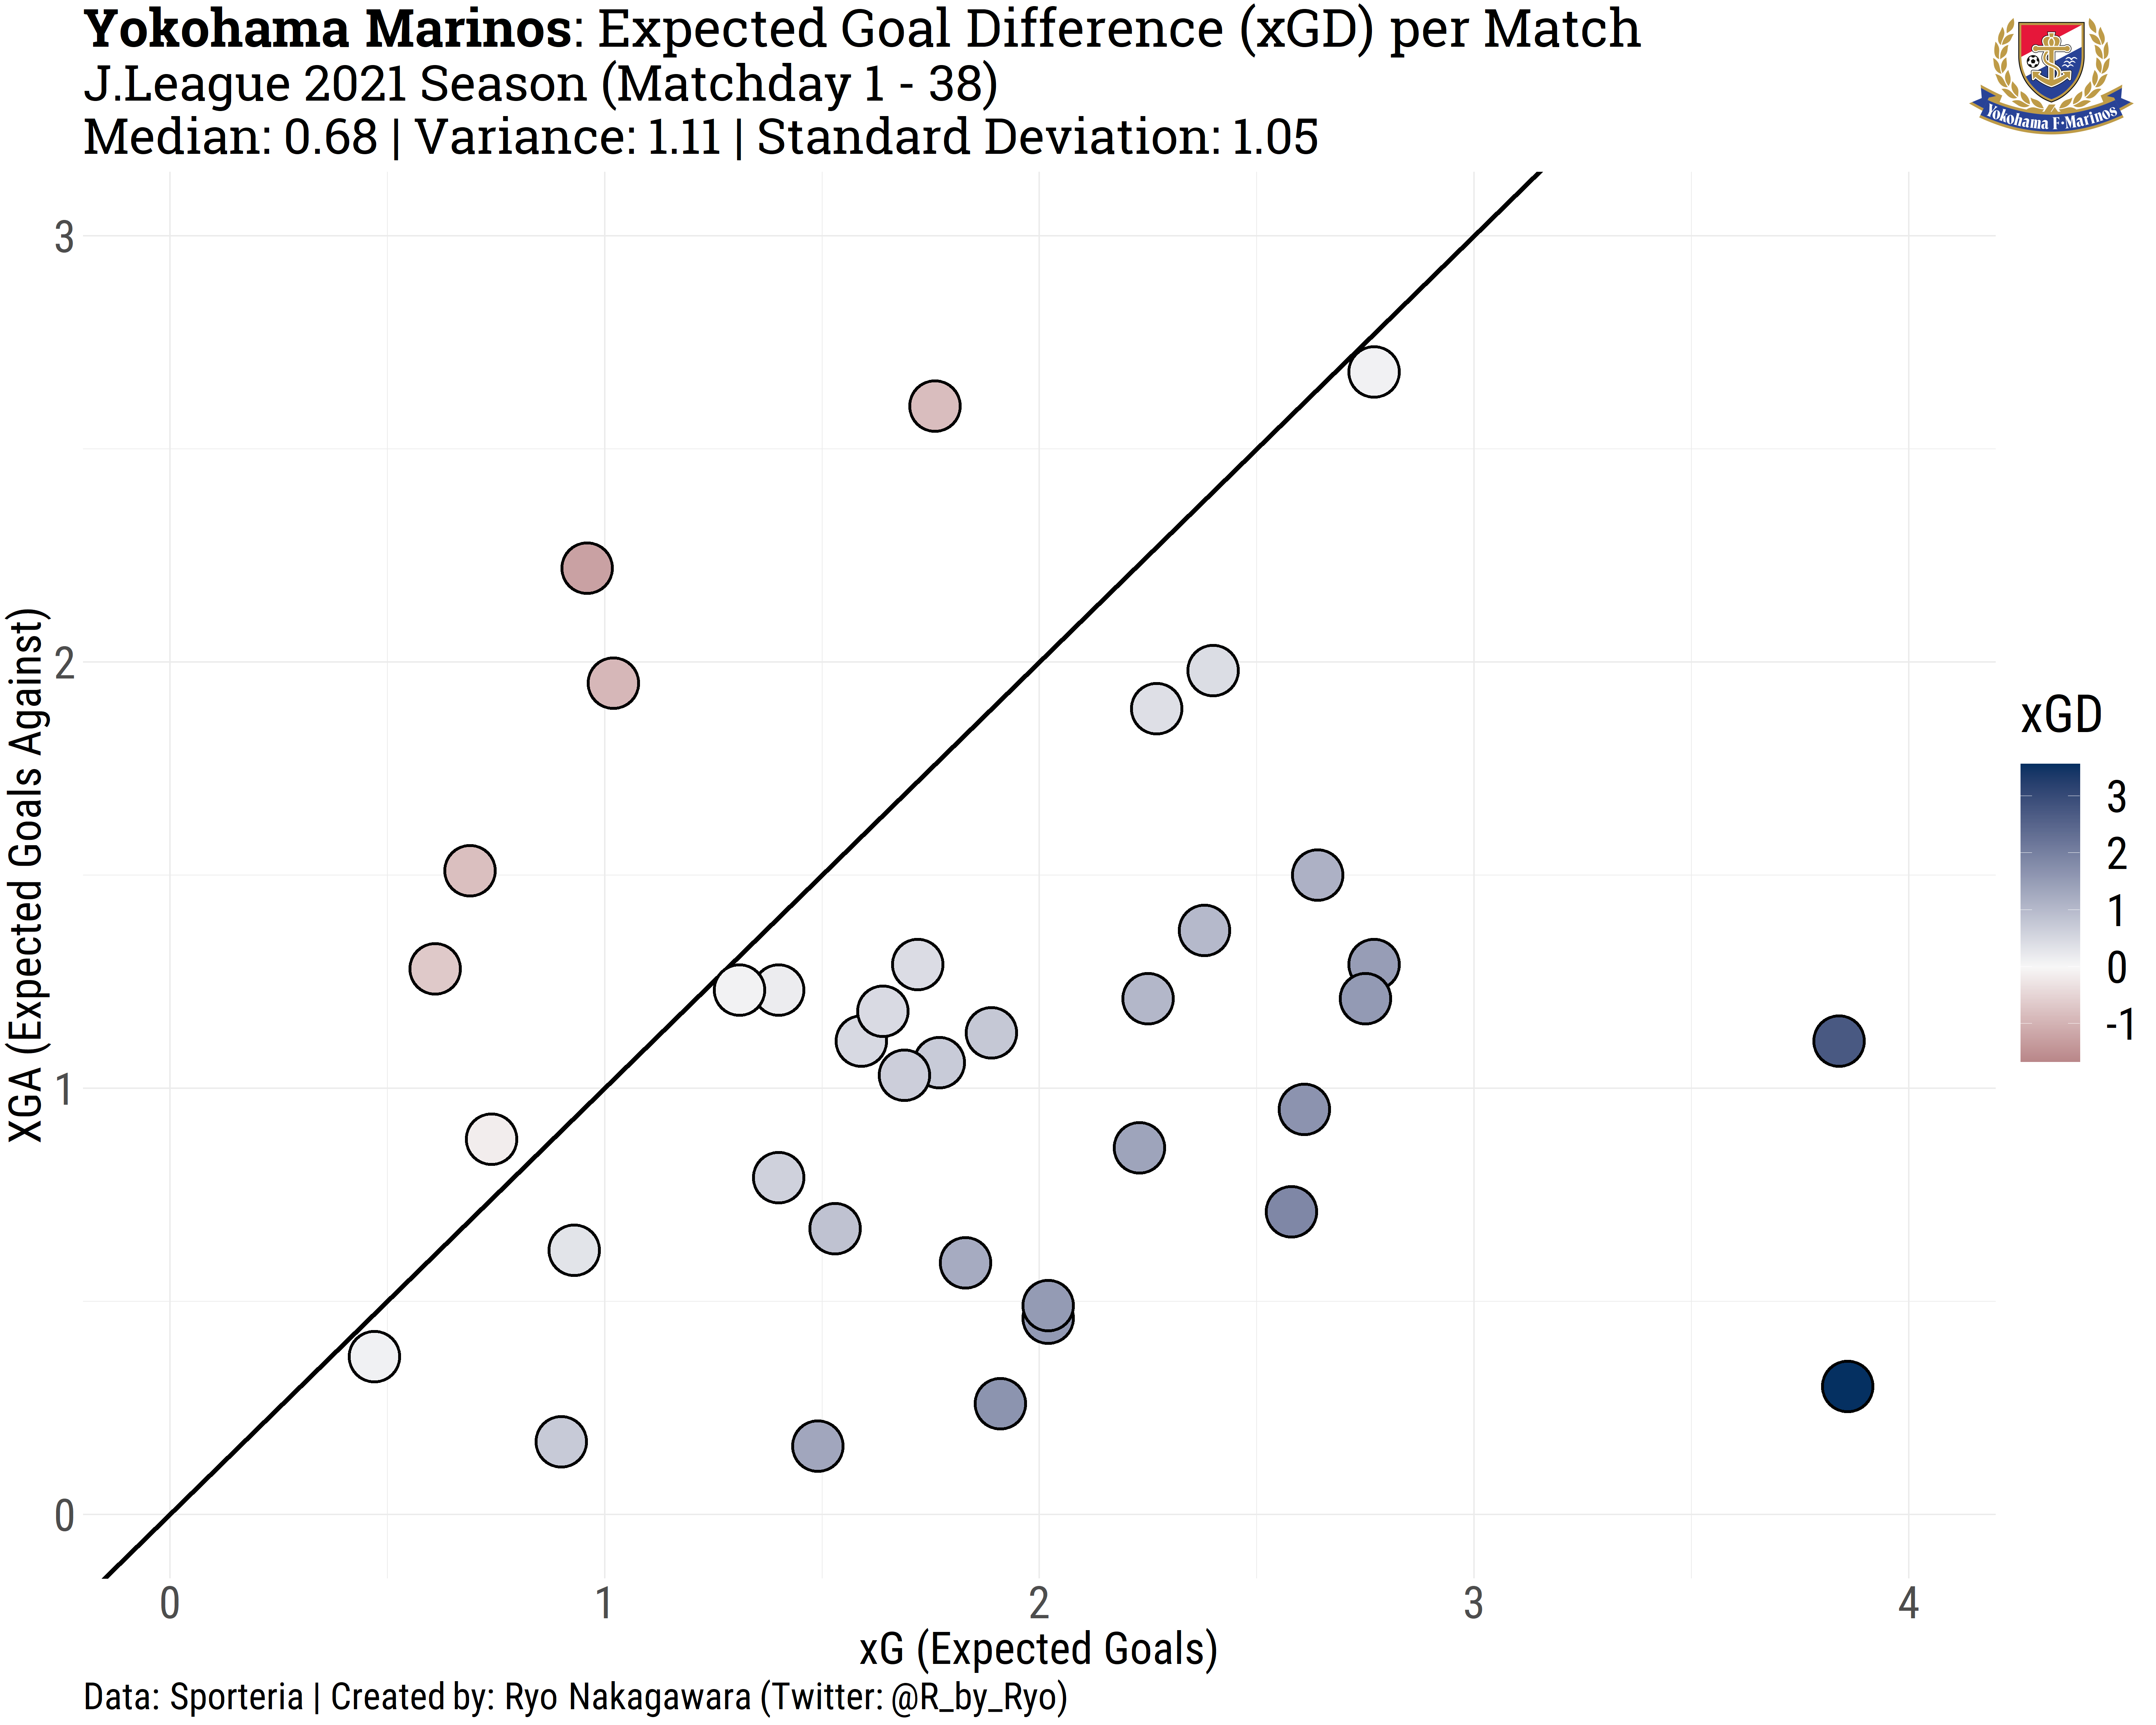 Yokohama Marinos: Expected Goal Difference (xGD) per Match
J.League 2021 Season (Matchday 1 - 38)
Median: 0.68 | Variance: 1.11 | Standard Deviation: 1.05
Yokohama F·Marinos
XGA (Expected Goals Against)
3
2
1
0
0
1
2
3
4
xG (Expected Goals)
xGD
3
2
1
0
-1
Data: Sporteria | Created by: Ryo Nakagawara (Twitter: @R_by_Ryo)